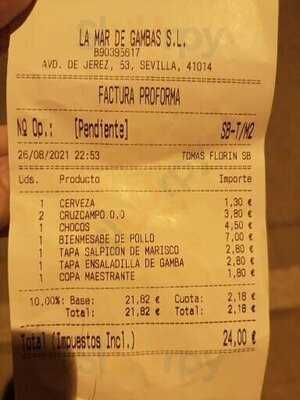 LA MAR DE GAMBAS S.L.
B90395617
AVD. DE JEREZ, 53, SEVILLA, 41014
FACTURA PROFORMA
Nº Op.: [Pendiente] SB-T/M2
26/08/2021 22:53 TOMAS FLORIN SB
Uds. Producto Importe
1 CERVEZA 1,30 €
2 CRUZCAMPO 0,0 3,80 €
1 CHOCOS 4,50 €
1 BIENMESABE DE POLLO 7,00 €
1 TAPA SALPICON DE MARISCO 2,80 €
1 TAPA ENSALADILLA DE GAMBA 2,80 €
1 COPA MAESTRANTE 1,80 €
10,00%: Base: 21,82 € Cuota: 2,18 €
Total: 21,82 € Total: 2,18 €
Total (Impuestos Incl.) 24,00 €